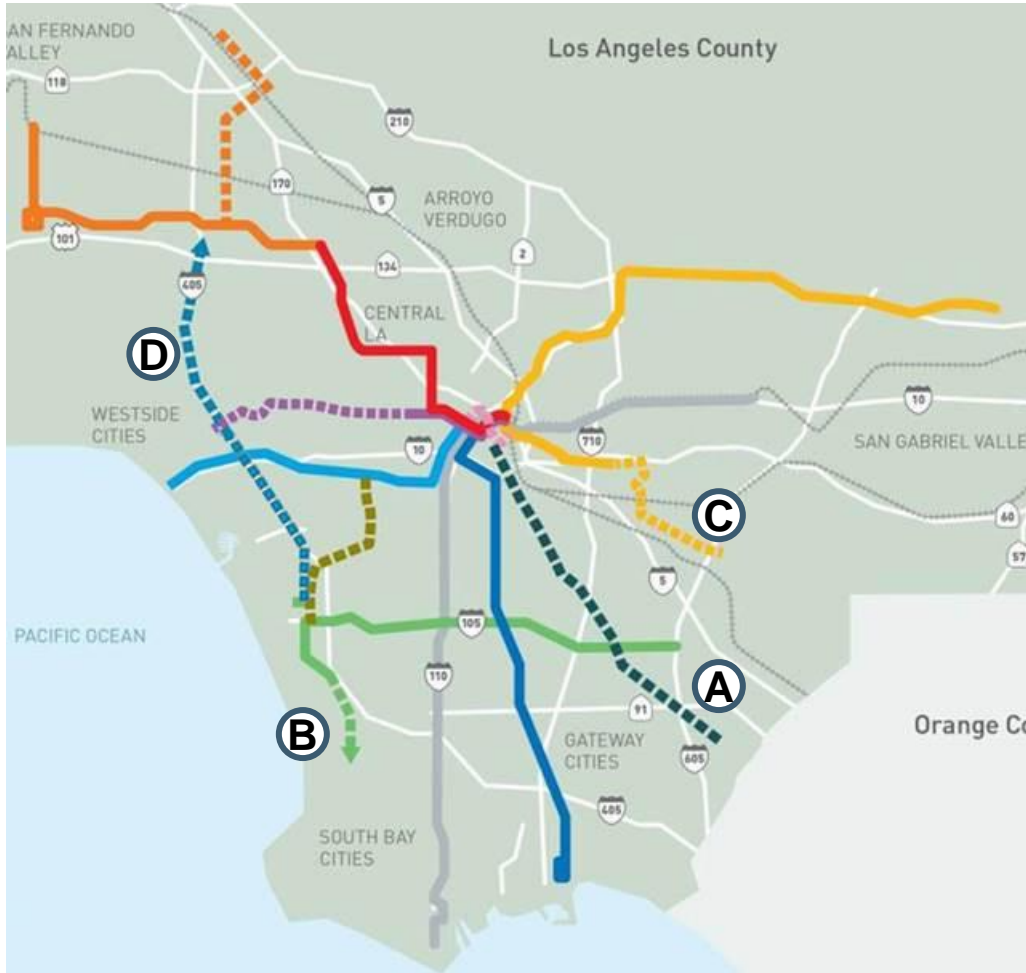 AN FERNANDO
ALLEY
Los Angeles County
118
210
170
5
ARROYO
VERDUGO
101
2
134
405
CENTRAL
LA
D
WESTSIDE
CITIES
10
10
710
SAN GABRIEL VALLE
C
60
57
5
PACIFIC OCEAN
105
110
A
91
B
GATEWAY
CITIES
Orange Co
605
405
SOUTH BAY
CITIES